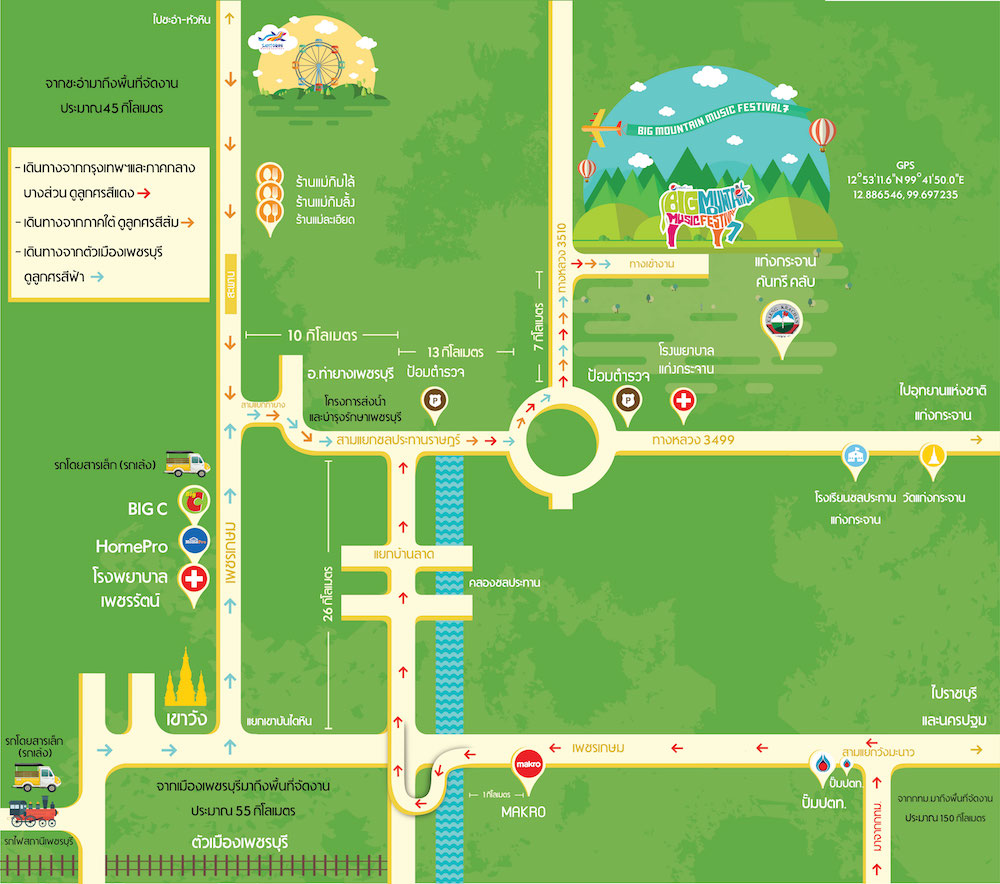 ไปชะอำ-หัวหิน
จากชะอำมาถึงพื้นที่จัดงาน
ประมาณ45 กิโลเมตร
- เดินทางจากกรุงเทพฯและภาคกลาง
บางส่วน ดูลูกศรสีแดง
- เดินทางจากภาคใต้ ดูลูกศรสีส้ม
- เดินทางจากตัวเมืองเพชรบุรี
ดูลูกศรสีฟ้า
ร้านแม่กิมไล้
ร้านแม่กิมลั้ง
ร้านแม่ละเอียด
สะพาน
BIG MOUNTAIN MUSIC FESTIVAL7
BIG MOUNTAIN
MUSIC FESTIVAL
7
GPS
12°53'11.6"N 99°41'50.0"E
12.886546, 99.697235
ทางหลวง 3510
ทางเข้างาน
แก่งกระจาน
คันทรี คลับ
10 กิโลเมตร
13 กิโลเมตร
7 กิโลเมตร
อ.ท่ายางเพชรบุรี
ป้อมตำรวจ
P
ป้อมตำรวจ
P
โรงพยาบาล
แก่งกระจาน
ไปอุทยานแห่งชาติ
แก่งกระจาน
สามแยกท่ายาง
โครงการส่งน้ำ
และบำรุงรักษาเพชรบุรี
สามแยกชลประทานราษฎร์
ทางหลวง 3499
รถโดยสารเล็ก (รถเล้ง)
BIG C
HomePro
โรงพยาบาล
เพชรรัตน์
เพชรเกษม
โรงเรียนชลประทาน
แก่งกระจาน
วัดแก่งกระจาน
แยกบ้านลาด
คลองชลประทาน
26 กิโลเมตร
เขาวัง
แยกเขาบันไดหิน
ไปราชบุรี
และนครปฐม
รถโดยสารเล็ก
(รถเล้ง)
เพชรเกษม
สามแยกวังมะนาว
makro
1 กิโลเมตร
MAKRO
ปั๊มปตท.
ปั๊มปตท.
จากเมืองเพชรบุรีมาถึงพื้นที่จัดงาน
ประมาณ 55 กิโลเมตร
ตัวเมืองเพชรบุรี
จากกทม.มาถึงพื้นที่จัดงาน
ประมาณ 150 กิโลเมตร
มาจากกทม.
รถไฟสถานีเพชรบุรี